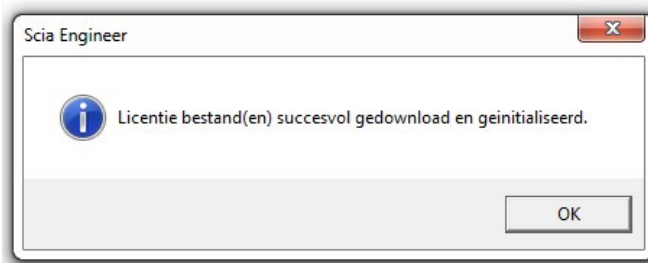 Scia Engineer
Licentie bestand(en) succesvol gedownload en geinitialiseerd.
OK